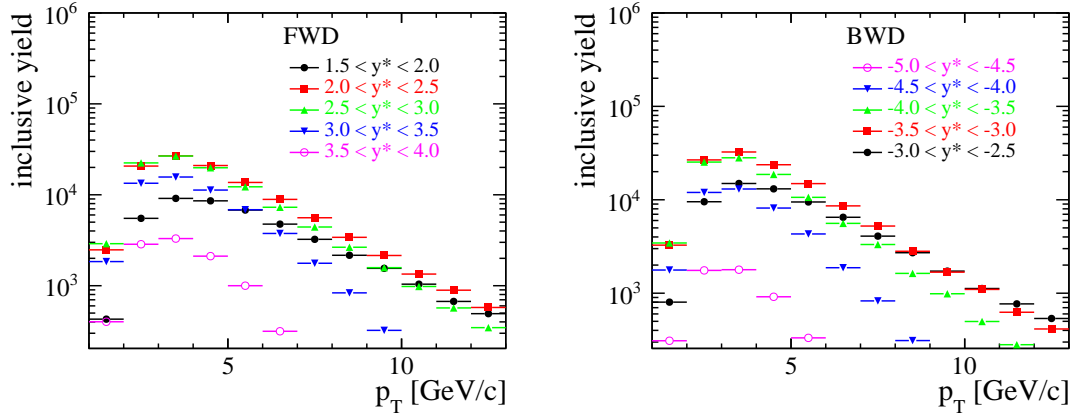 inclusive yield
10^6
10^5
10^4
10^3
FWD
1.5 < y* < 2.0
2.0 < y* < 2.5
2.5 < y* < 3.0
3.0 < y* < 3.5
3.5 < y* < 4.0
5
10
p_T [GeV/c]
inclusive yield
10^6
10^5
10^4
10^3
BWD
-5.0 < y* < -4.5
-4.5 < y* < -4.0
-4.0 < y* < -3.5
-3.5 < y* < -3.0
-3.0 < y* < -2.5
5
10
p_T [GeV/c]